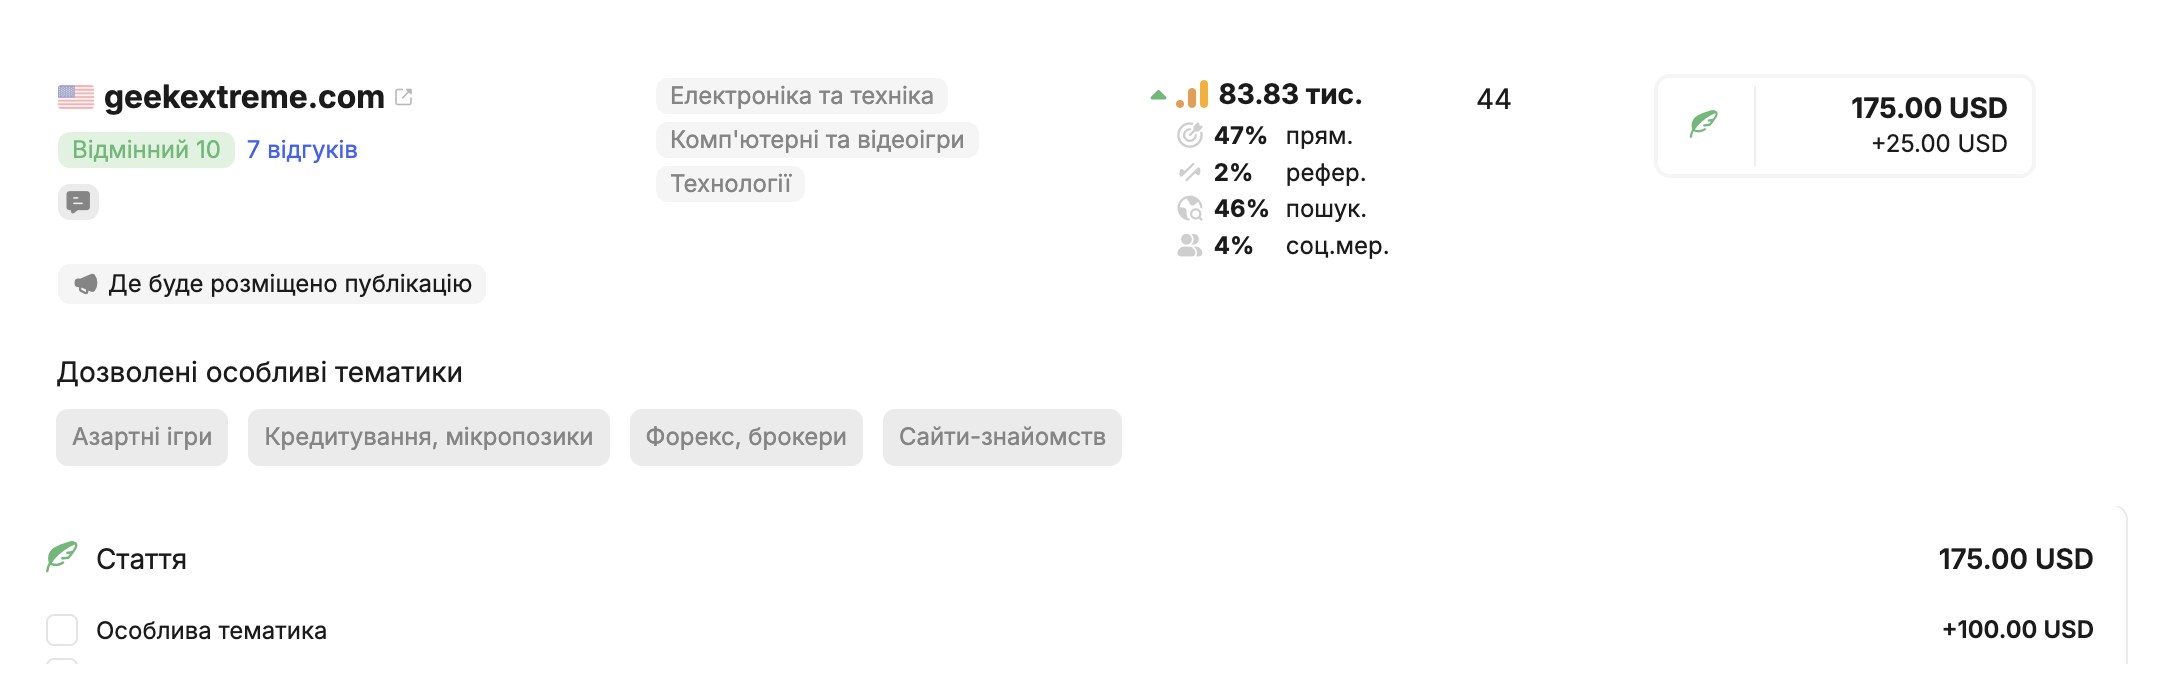 geekextreme.com
Відмінний 10 7 відгуків
Де буде розміщено публікацію
Електроніка та техніка
Комп'ютерні та відеоігри
Технології
83.83 тис.
47% прям.
2% рефер.
46% пошук.
4% соц.мер.
44
175.00 USD
+25.00 USD
Дозволені особливі тематики
Азартні ігри Кредитування, мікропозики Форекс, брокери Сайти-знайомств
Стаття 175.00 USD
Особлива тематика +100.00 USD